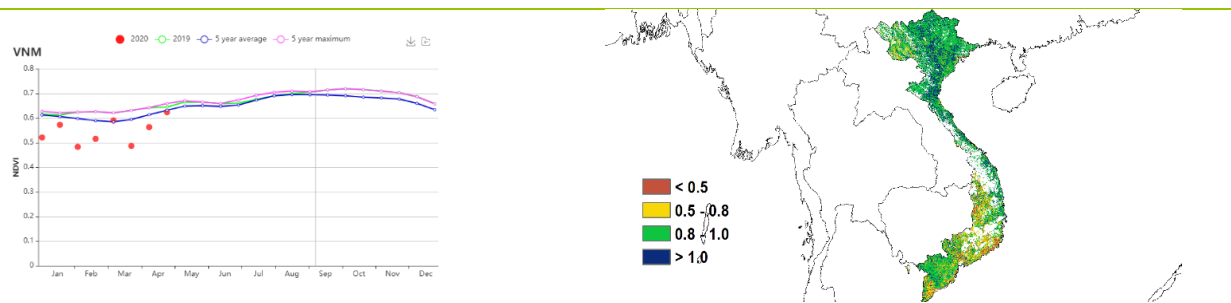 VNM
2020 2019 5 year average 5 year maximum
NDVI
0.8
0.7
0.6
0.5
0.4
0.3
0.2
0.1
0
Jan Feb Mar Apr May Jun Jul Aug Sep Oct Nov Dec
< 0.5
0.5 - 0.8
0.8 - 1.0
> 1.0